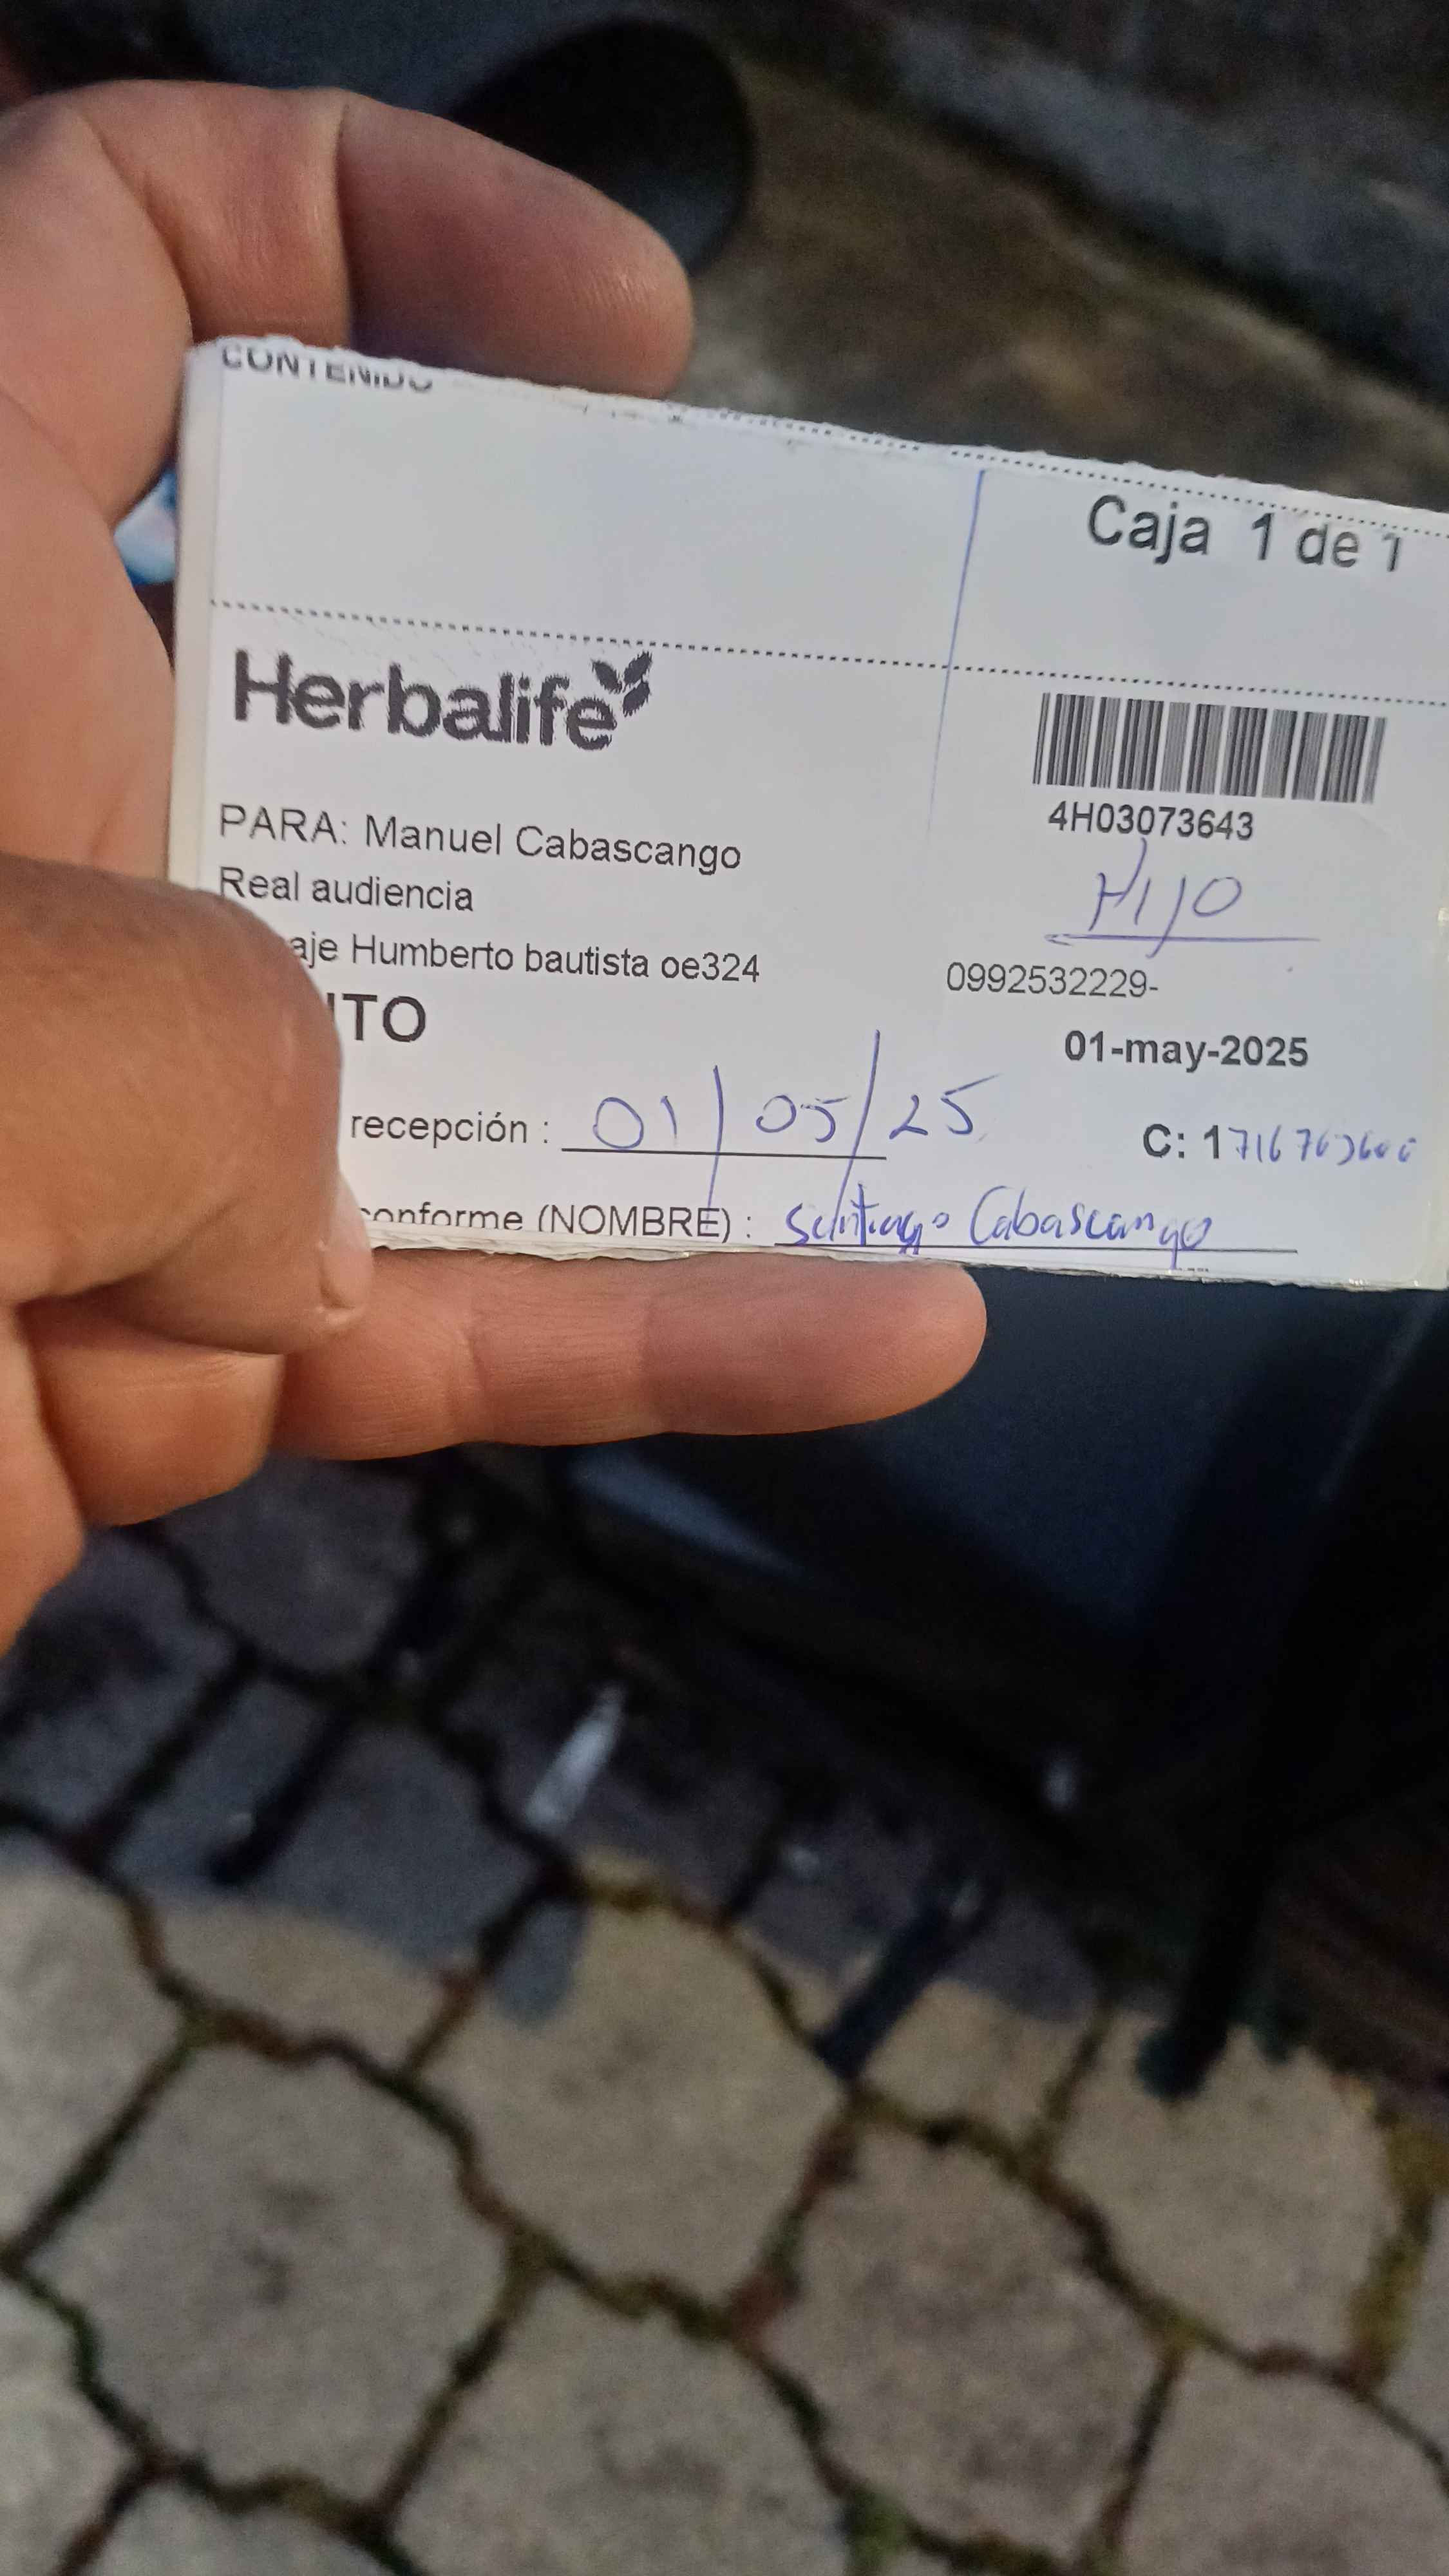 CONTENIDO
Caja 1 de 1
Herbalife
4H03073643
PARA: Manuel Cabascango
HIJO
Real audiencia
aje Humberto bautista oe324
0992532229-
ITO
01-may-2025
recepción : 01/05/25
C: 1716763600
conforme (NOMBRE) : Santiago Cabascango